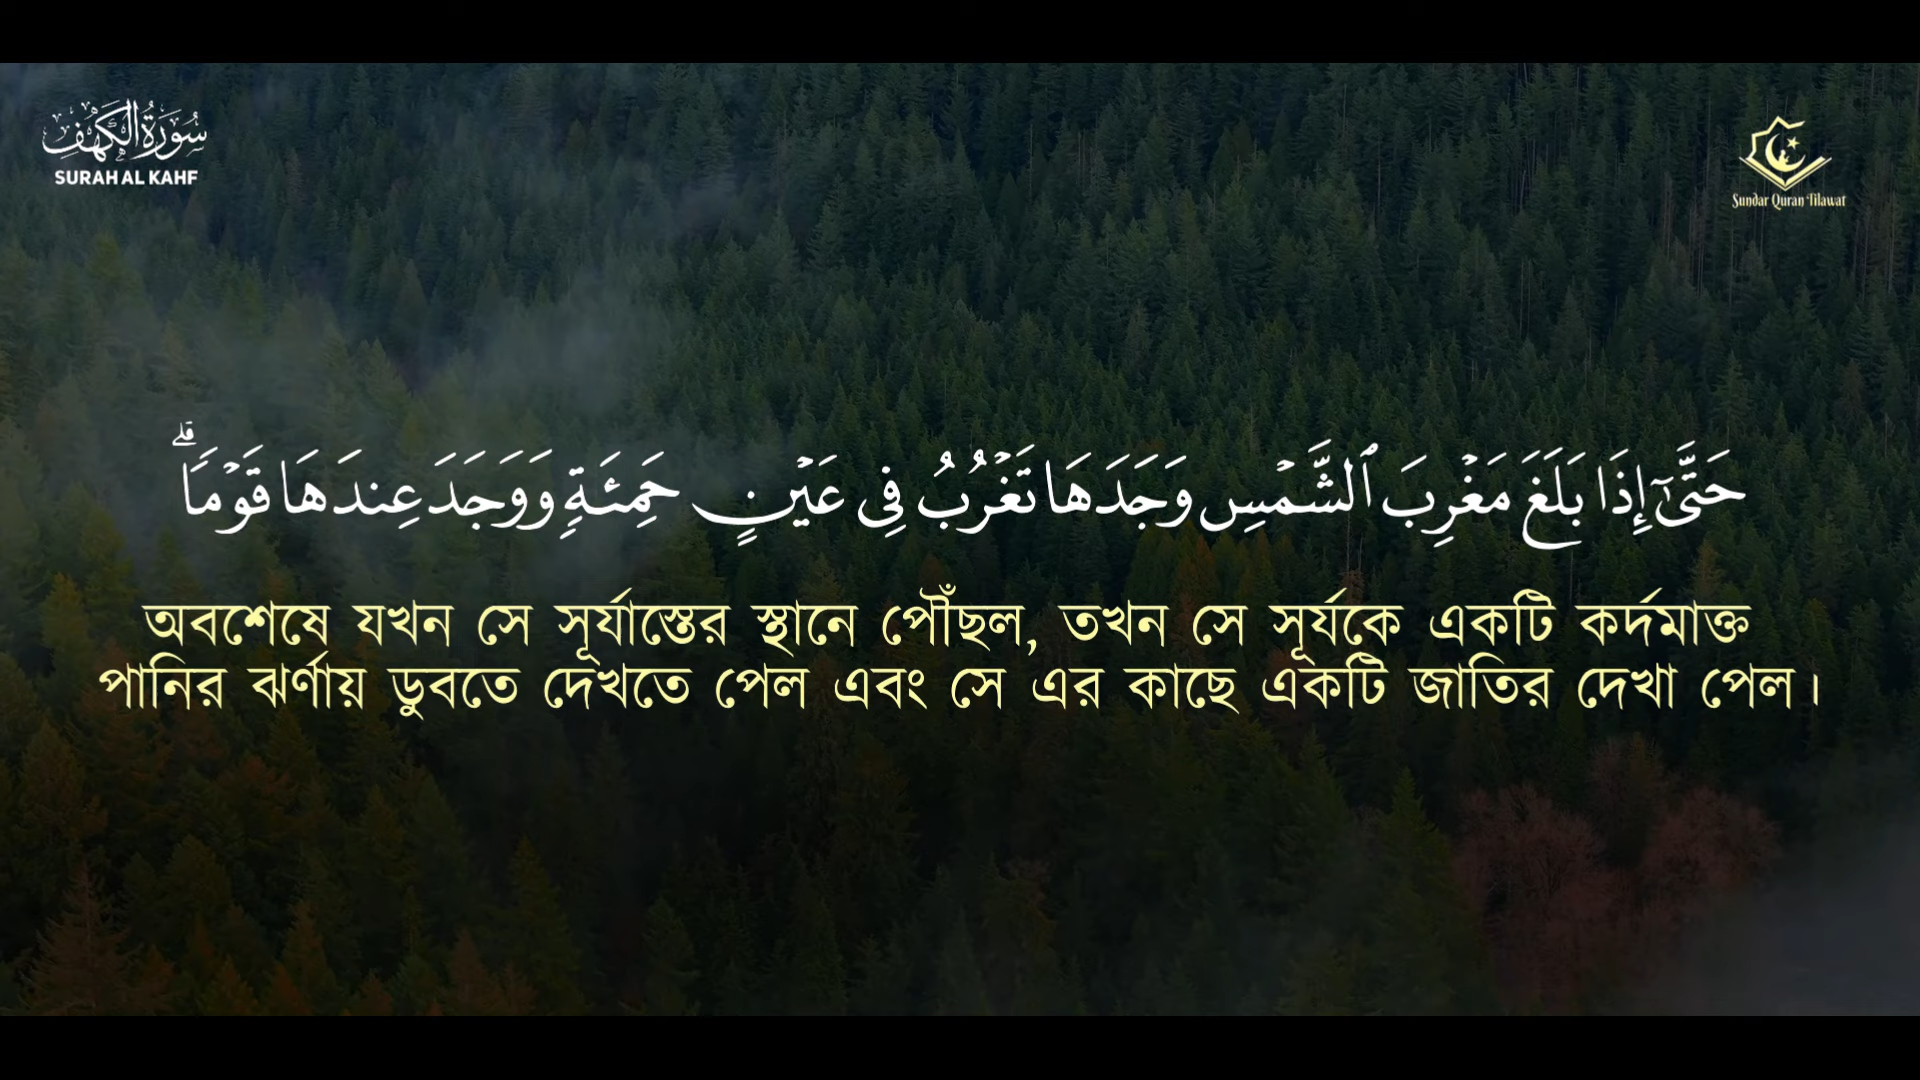 سُورَةُ الكَهْفِ
SURAH AL KAHF
Sundar Quran Tilawat
حَتَّىٰٓ إِذَا بَلَغَ مَغْرِبَ ٱلشَّمْسِ وَجَدَهَا تَغْرُبُ فِى عَيْنٍ حَمِئَةٍ وَوَجَدَ عِندَهَا قَوْمًا ۗ
অবশেষে যখন সে সূর্যাস্তের স্থানে পৌঁছল, তখন সে সূর্যকে একটি কর্দমাক্ত
পানির ঝর্ণায় ডুবতে দেখতে পেল এবং সে এর কাছে একটি জাতির দেখা পেল।